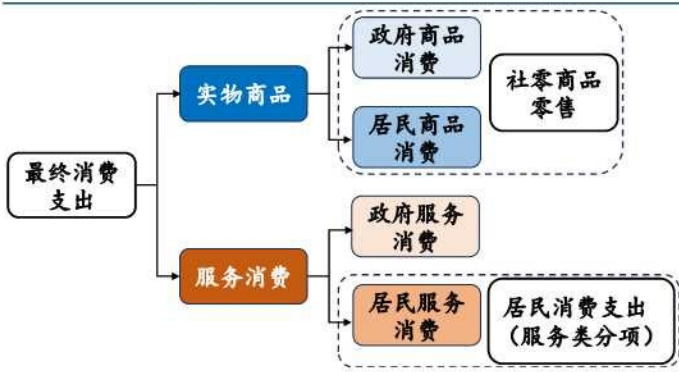 最终消费
支出
实物商品
政府商品
消费
居民商品
消费
社零商品
零售
服务消费
政府服务
消费
居民服务
消费
居民消费支出
（服务类分项）